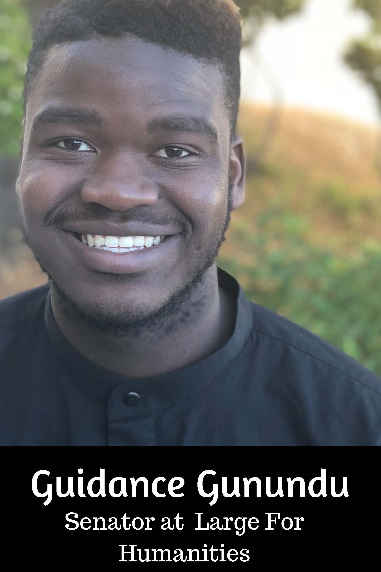 Guidance Gunundu
Senator at Large For
Humanities